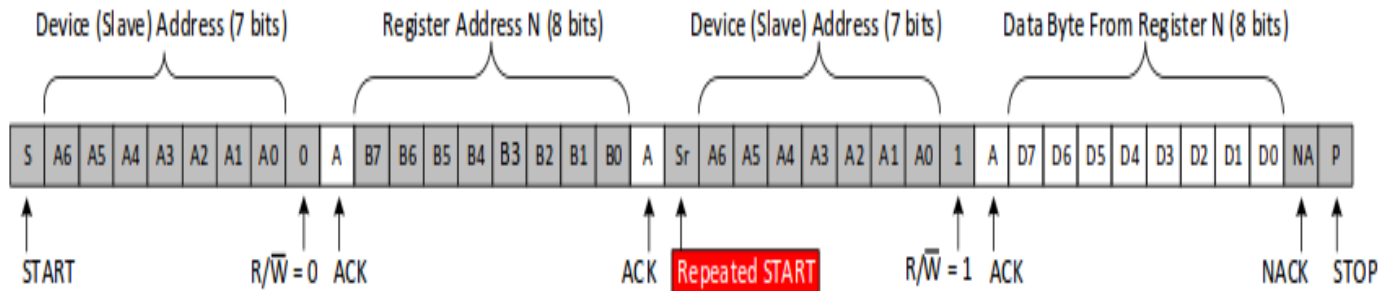 Device (Slave) Address (7 bits) Register Address N (8 bits) Device (Slave) Address (7 bits) Data Byte From Register N (8 bits)
S A6 A5 A4 A3 A2 A1 A0 0 A B7 B6 B5 B4 B3 B2 B1 B0 A Sr A6 A5 A4 A3 A2 A1 A0 1 A D7 D6 D5 D4 D3 D2 D1 D0 NA P
START R/W̅ = 0 ACK ACK Repeated START R/W̅ = 1 ACK NACK STOP